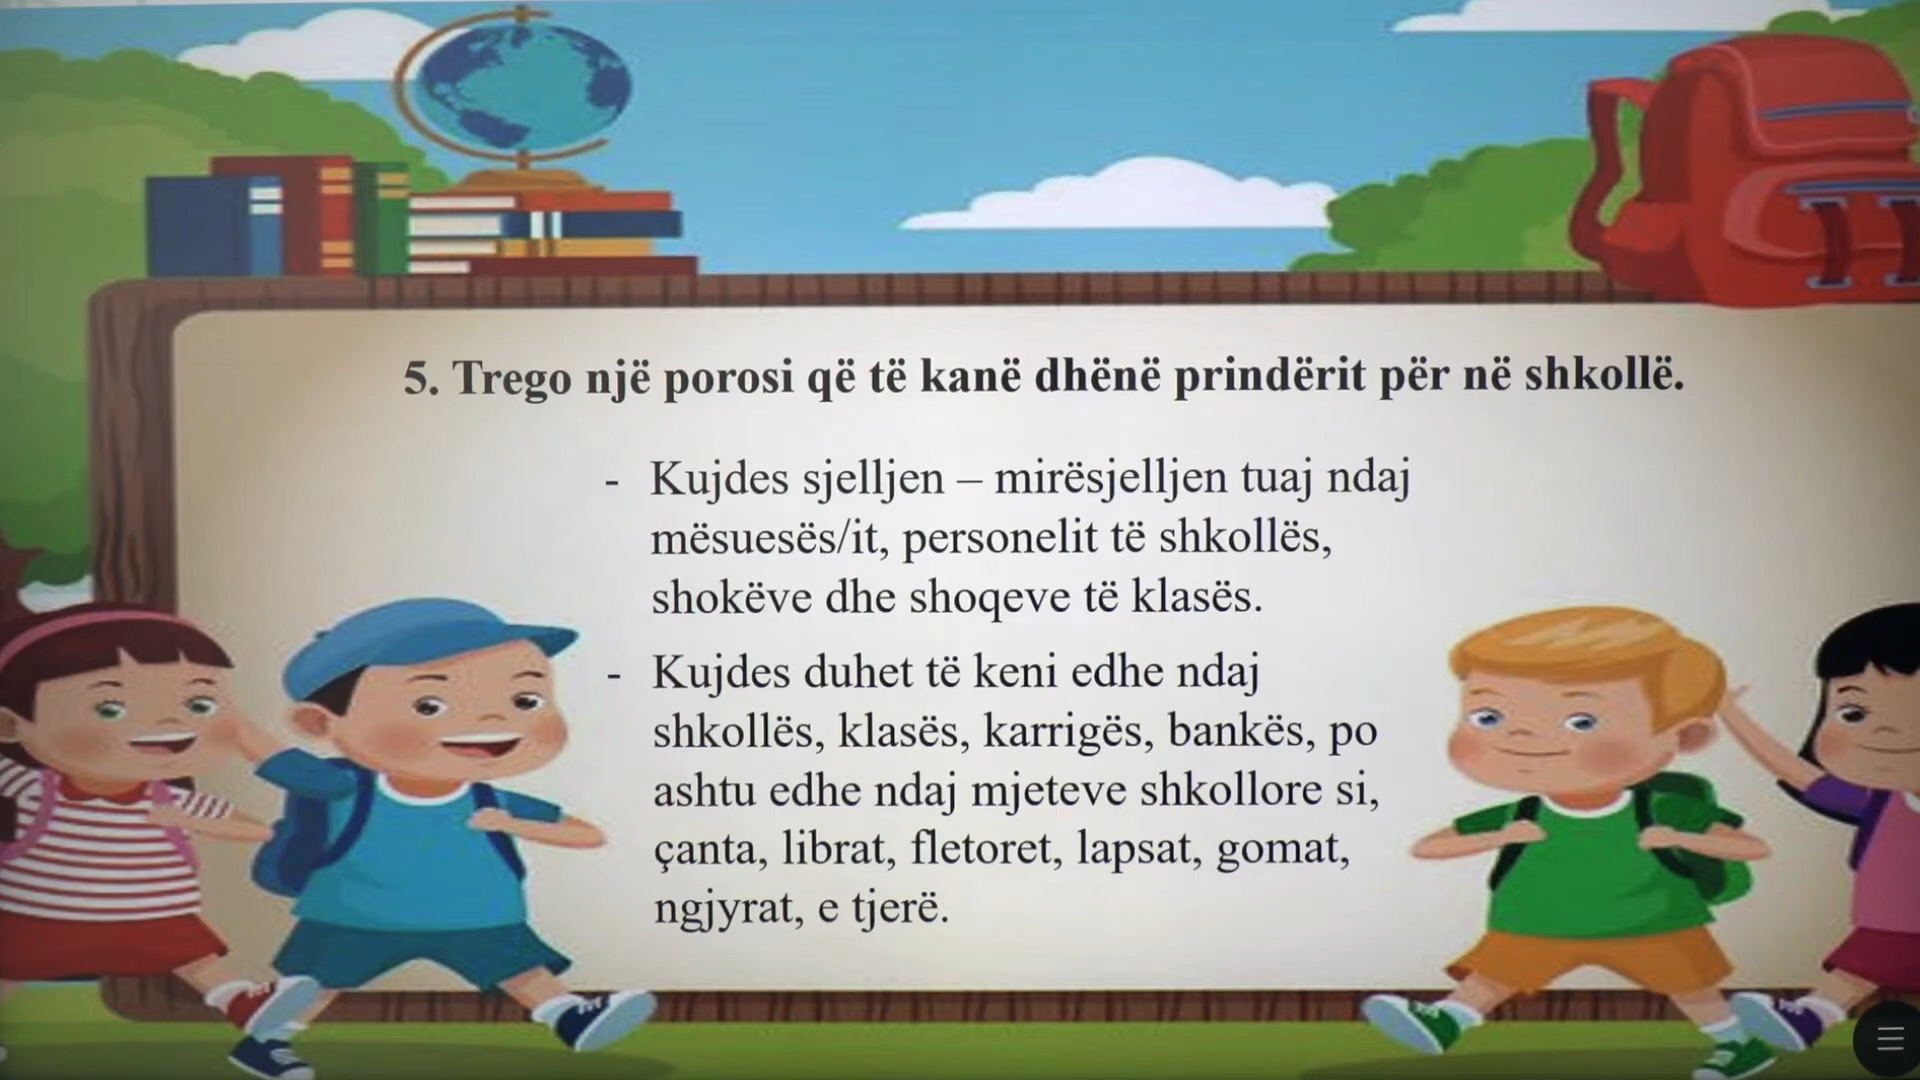 5. Trego një porosi që të kanë dhënë prindërit për në shkollë.
- Kujdes sjelljen – mirësjelljen tuaj ndaj
mësuesës/it, personelit të shkollës,
shokëve dhe shoqeve të klasës.
- Kujdes duhet të keni edhe ndaj
shkollës, klasës, karrigës, bankës, po
ashtu edhe ndaj mjeteve shkollore si,
çanta, librat, fletoret, lapsat, gomat,
ngjyrat, e tjerë.